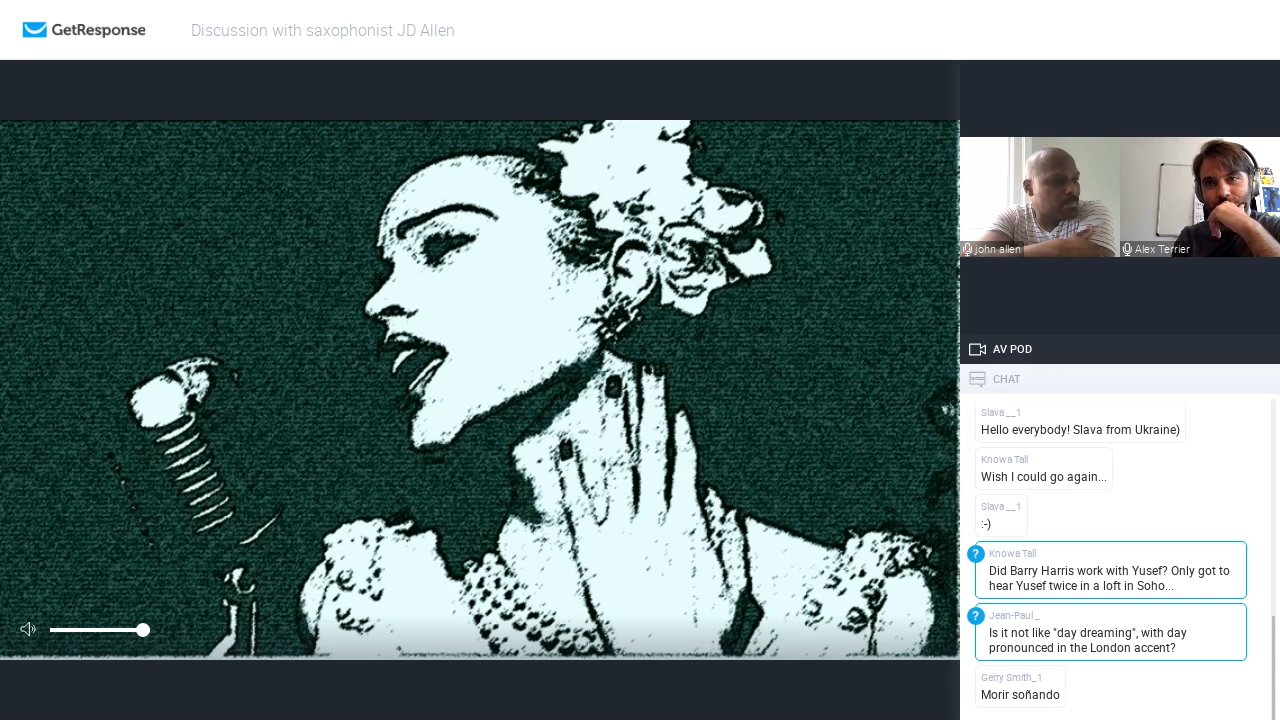 GetResponse
Discussion with saxophonist JD Allen
john allen
Alex Terrier
AV POD
CHAT
Slava __1
Hello everybody! Slava from Ukraine)
Knowa Tall
Wish I could go again...
Slava __1
:-)
?
Knowa Tall
Did Barry Harris work with Yusef? Only got to
hear Yusef twice in a loft in Soho...
?
Jean-Paul _
Is it not like "day dreaming", with day
pronounced in the London accent?
Gerry Smith_1
Morir soñando